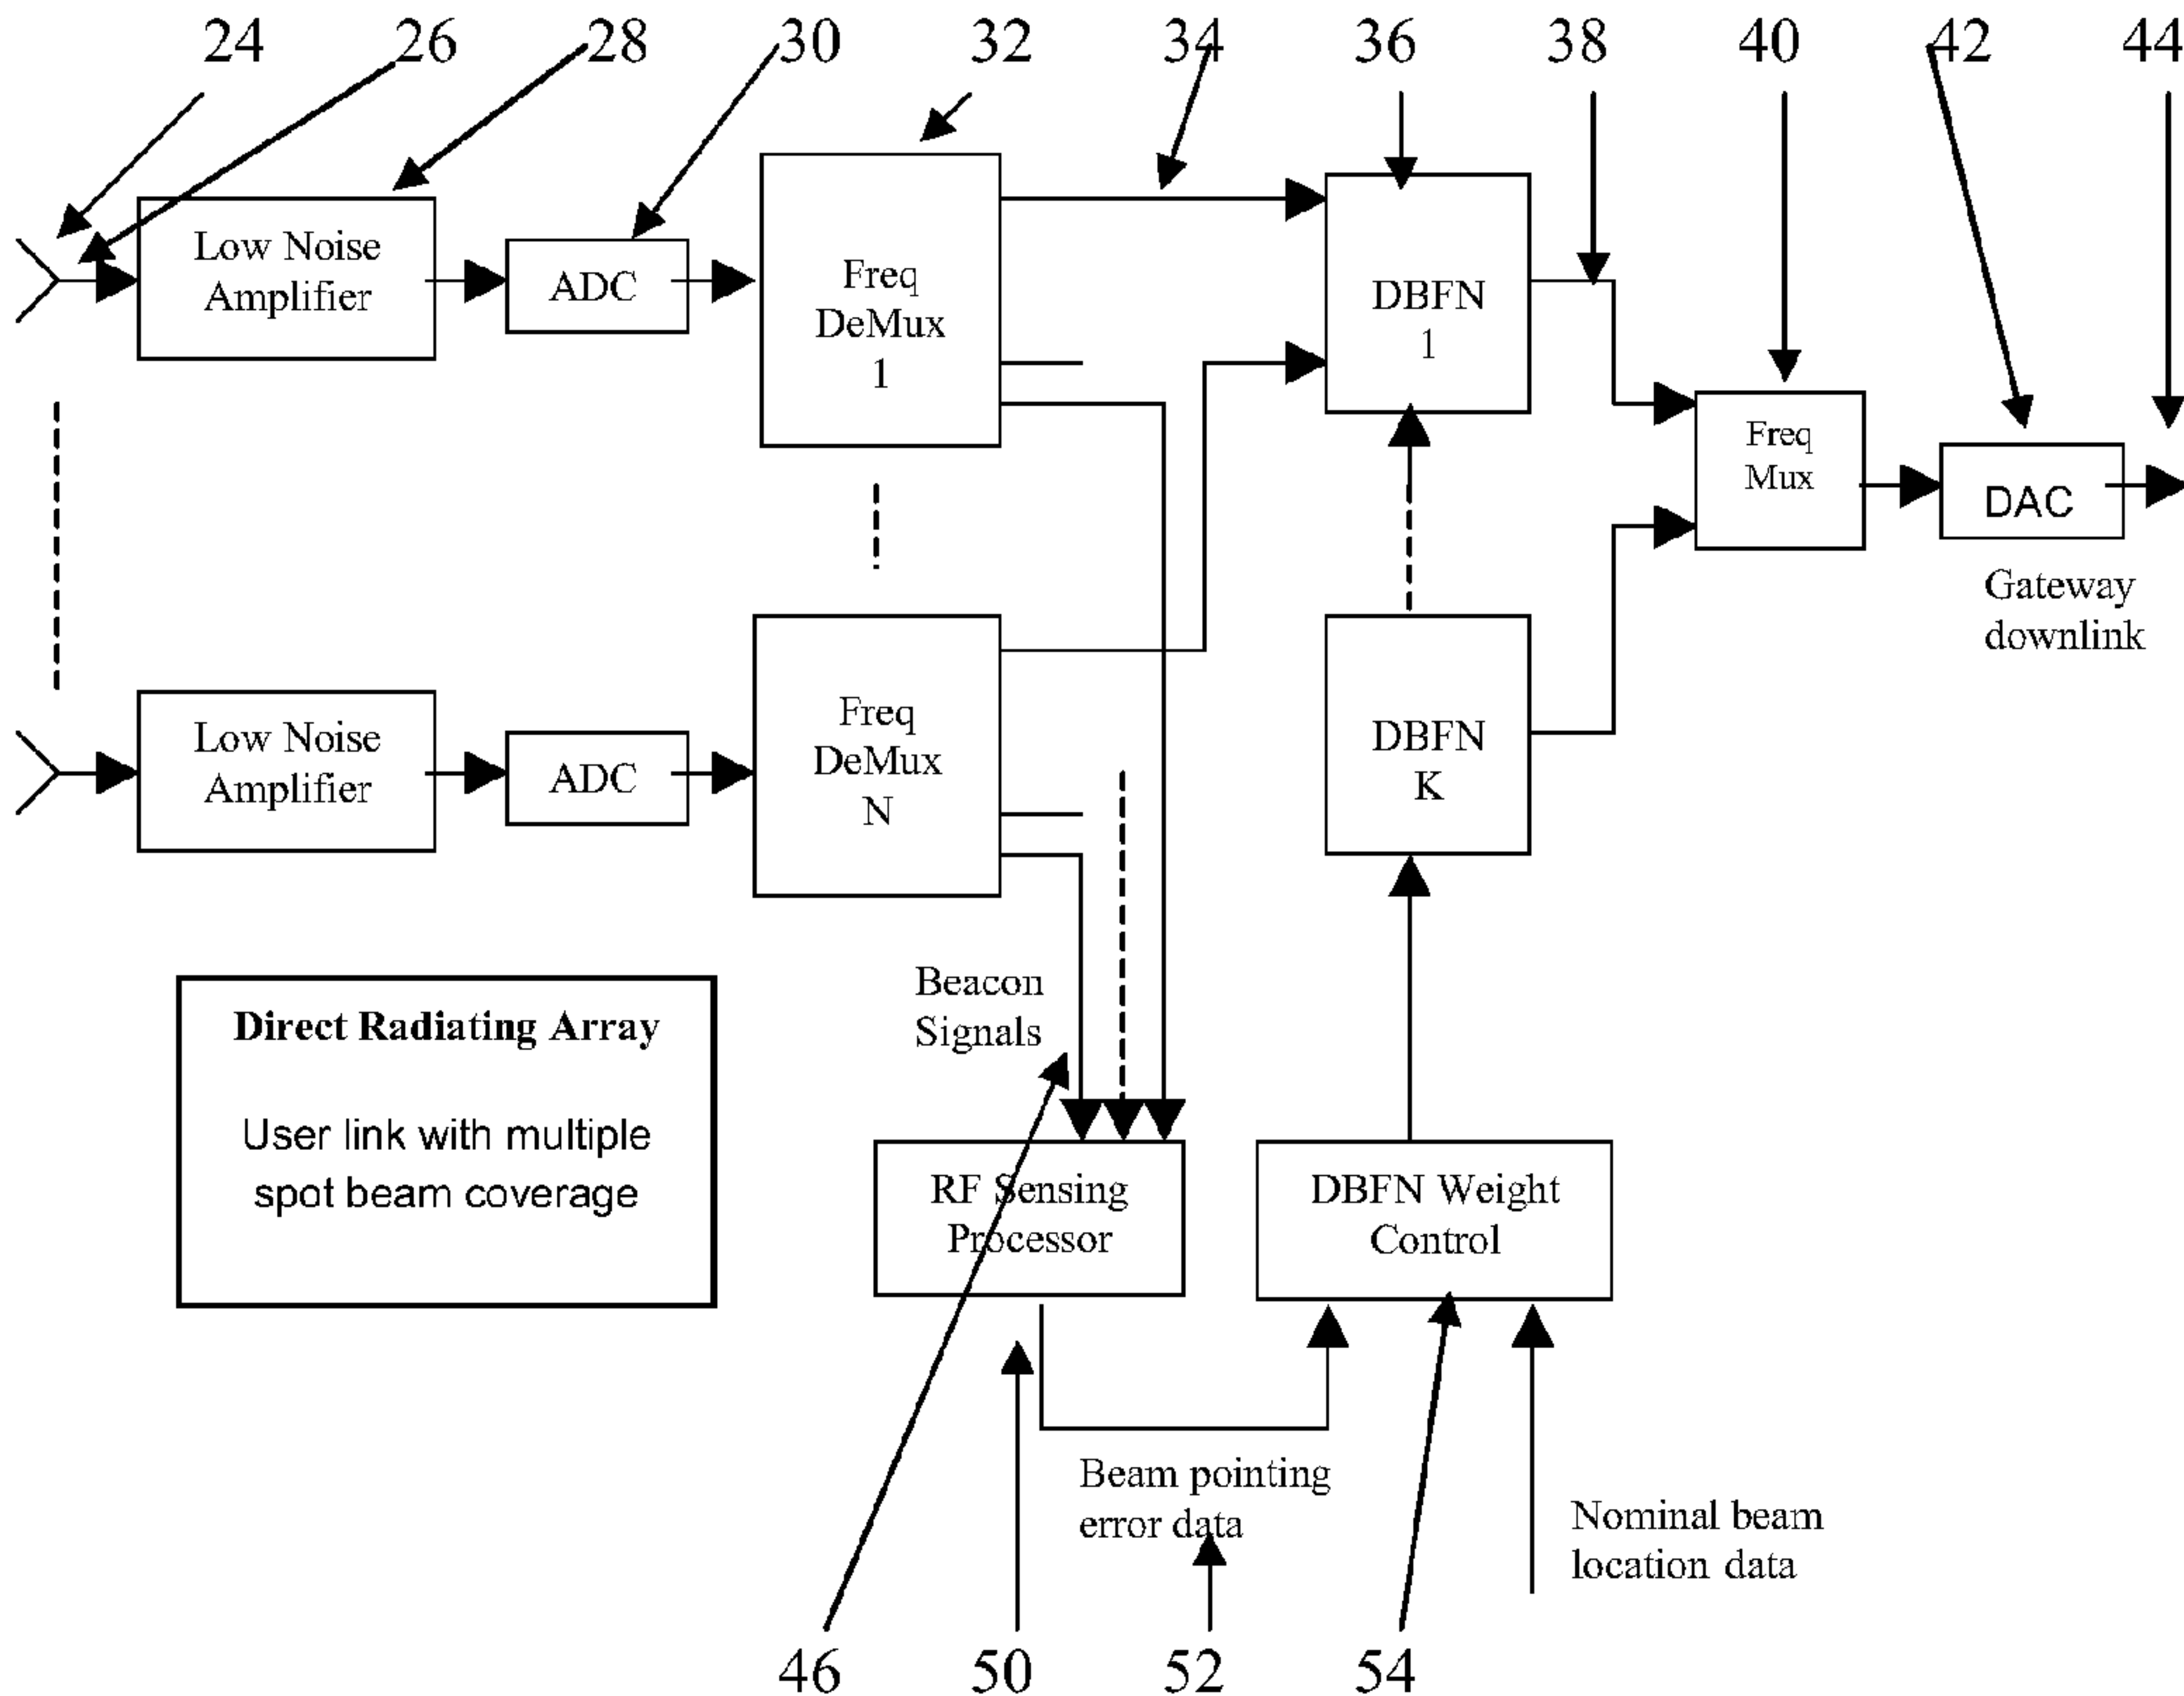 24 26 28 30 32 34 36 38 40 42 44
Low Noise
Amplifier
ADC
Freq
DeMux
1
DBFN
1
Freq
Mux
DAC
Gateway
downlink
Low Noise
Amplifier
ADC
Freq
DeMux
N
DBFN
K
Beacon
Signals
Direct Radiating Array
User link with multiple
spot beam coverage
RF Sensing
Processor
DBFN Weight
Control
Beam pointing
error data
Nominal beam
location data
46 50 52 54